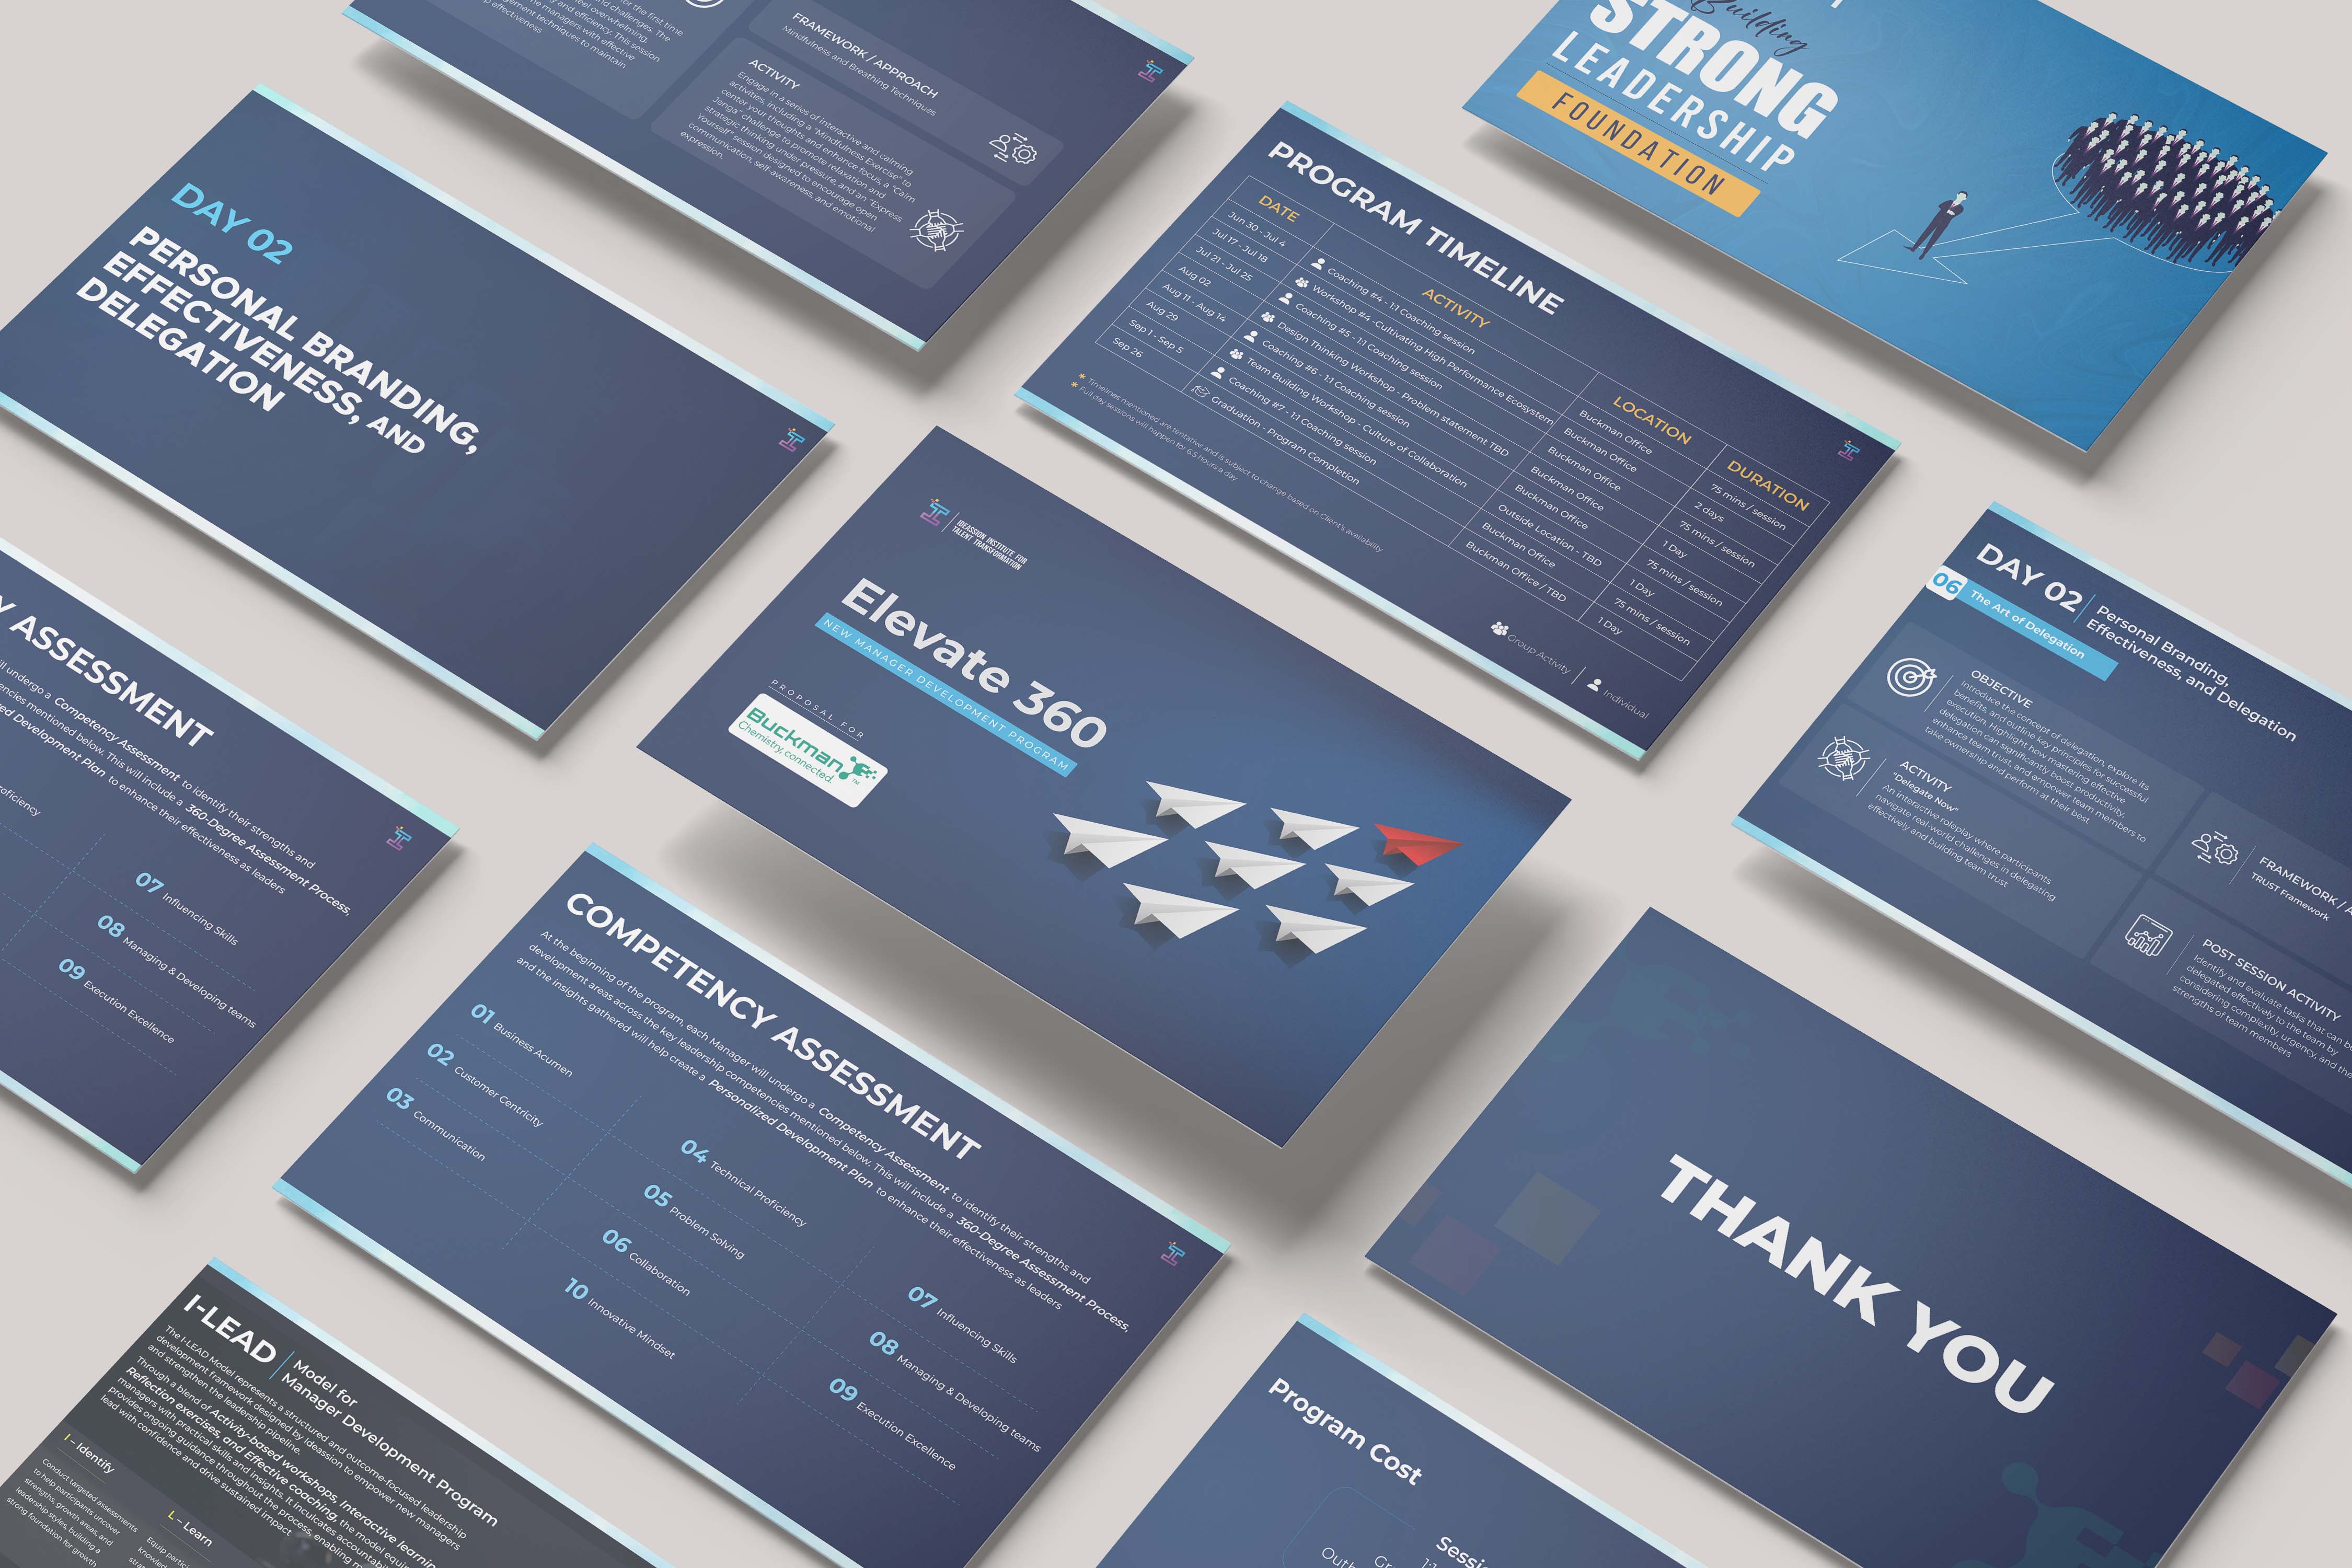 for the first time
and challenges. The
feel overwhelming,
and efficiency. This session
managers with effective
management techniques to maintain
effectiveness
FRAMEWORK / APPROACH
Mindfulness and Breathing Techniques
ACTIVITY
Engage in a series of interactive and calming
activities, including a "Mindfulness Exercise" to
center your thoughts and enhance focus, a "Calm
Jenga" challenge to promote relaxation and
strategic thinking under pressure, and an "Express
Yourself" session designed to encourage open
communication, self-awareness, and emotional
expression.
Building
STRONG
LEADERSHIP
FOUNDATION
DAY 02
PERSONAL BRANDING,
EFFECTIVENESS, AND
DELEGATION
PROGRAM TIMELINE
DATE ACTIVITY LOCATION DURATION
Jun 30 - Jul 4 Coaching #4 - 1:1 Coaching session Buckman Office 75 mins / session
Jul 17 - Jul 18 Workshop #4 -Cultivating High Performance Ecosystem Buckman Office 2 days
Jul 21 - Jul 25 Coaching #5 - 1:1 Coaching session Buckman Office 75 mins / session
Aug 02 Design Thinking Workshop - Problem statement TBD Buckman Office 1 Day
Aug 11 - Aug 14 Coaching #6 - 1:1 Coaching session Buckman Office 75 mins / session
Aug 29 Team Building Workshop - Culture of Collaboration Outside Location - TBD 1 Day
Sep 1 - Sep 5 Coaching #7 - 1:1 Coaching session Buckman Office 75 mins / session
Sep 26 Graduation - Program Completion Buckman Office / TBD 1 Day
* Timelines mentioned are tentative and is subject to change based on Client's availability
* Full day sessions will happen for 6.5 hours a day
Group Activity | Individual
IDEASSION INSTITUTE FOR
TALENT TRANSFORMATION
Elevate 360
NEW MANAGER DEVELOPMENT PROGRAM
PROPOSAL FOR
Buckman™
Chemistry, connected.
DAY 02 | Personal Branding,
Effectiveness, and Delegation
06 The Art of Delegation
OBJECTIVE
Introduce the concept of delegation, explore its
benefits, and outline key principles for successful
execution. Highlight how mastering effective
delegation can significantly boost productivity,
enhance team trust, and empower team members to
take ownership and perform at their best
ACTIVITY
"Delegate Now"
An interactive roleplay where participants
navigate real-world challenges in delegating
effectively and building team trust
FRAMEWORK / A
TRUST Framework
POST SESSION ACTIVITY
Identify and evaluate tasks that can be
delegated effectively to the team by
considering complexity, urgency, and the
strengths of team members
Y ASSESSMENT
will undergo a Competency Assessment to identify their strengths and
encies mentioned below. This will include a 360-Degree Assessment Process,
Development Plan to enhance their effectiveness as leaders
oficiency
07 Influencing Skills
08 Managing & Developing teams
09 Execution Excellence
COMPETENCY ASSESSMENT
At the beginning of the program, each Manager will undergo a Competency Assessment to identify their strengths and
development areas across the key leadership competencies mentioned below. This will include a 360-Degree Assessment Process,
and the insights gathered will help create a Personalized Development Plan to enhance their effectiveness as leaders
01 Business Acumen
02 Customer Centricity
03 Communication
04 Technical Proficiency
05 Problem Solving
06 Collaboration
10 Innovative Mindset
07 Influencing Skills
08 Managing & Developing teams
09 Execution Excellence
THANK YOU
I-LEAD | Model for
Manager Development Program
The I-LEAD Model represents a structured and outcome-focused leadership
development framework designed by Ideassion to empower new managers
and strengthen the leadership pipeline.
Through a blend of Activity-based workshops, Interactive learning
Reflection exercises, and Effective coaching, the model equi
managers with practical skills and insights. It inculcates accountabil
provides ongoing guidance throughout the process, enabling
lead with confidence and drive sustained impact
I – Identify
Conduct targeted assessments
to help participants uncover
strengths, growth areas, and
leadership styles, building a
strong foundation for growth
L – Learn
Equip partici
knowled
Program Cost
Sessi
1:1
Gr
Outb